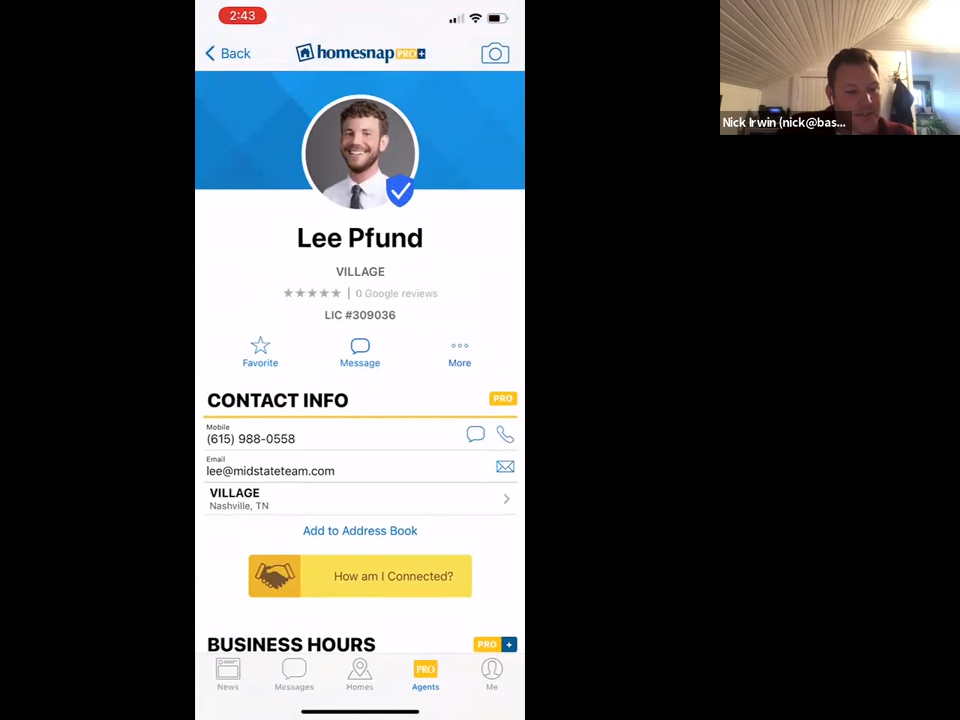 2:43
Back
homesnap PRO+
Lee Pfund
VILLAGE
0 Google reviews
LIC #309036
Favorite
Message
More
CONTACT INFO
PRO
Mobile
(615) 988-0558
Email
lee@midstateteam.com
VILLAGE
Nashville, TN
Add to Address Book
How am I Connected?
BUSINESS HOURS
PRO +
News
Messages
Homes
PRO
Agents
Me
Nick Irwin (nick@bas...